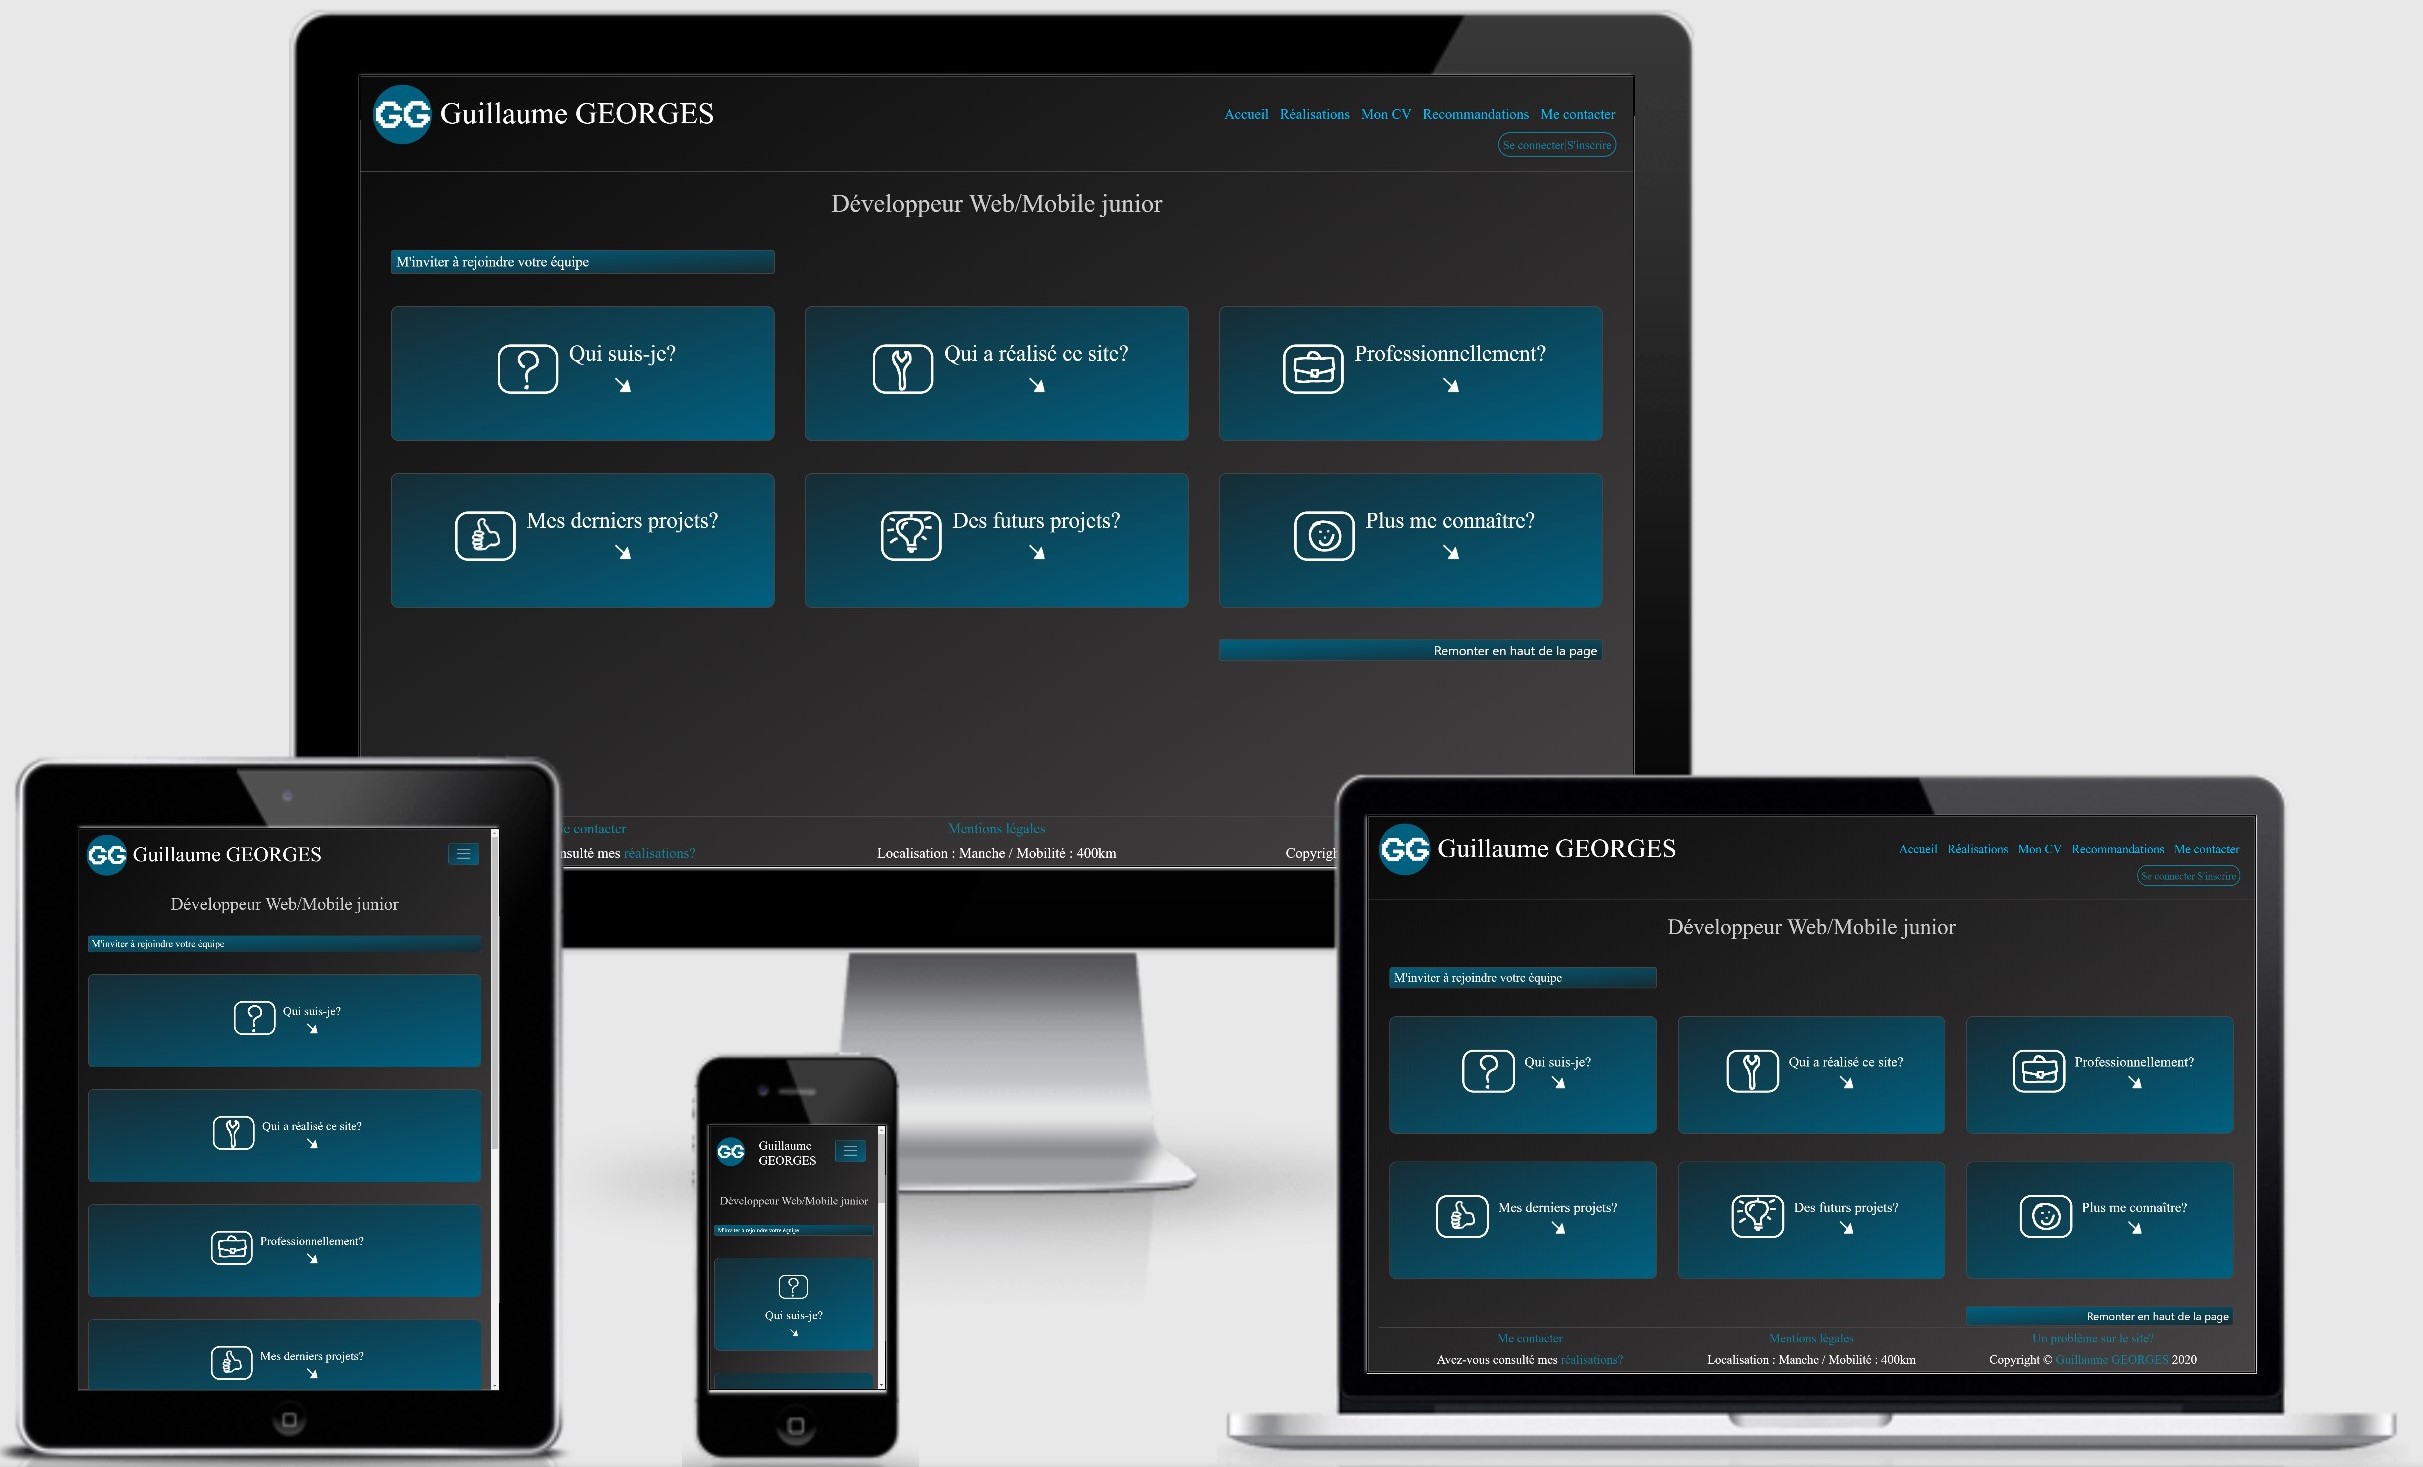 GG Guillaume GEORGES
Accueil Réalisations Mon CV Recommandations Me contacter
Se connecter|S'inscrire
Développeur Web/Mobile junior
M'inviter à rejoindre votre équipe
Qui suis-je? Qui a réalisé ce site? Professionnellement?
Mes derniers projets? Des futurs projets? Plus me connaître?
Remonter en haut de la page
contacter Mentions légales
mes réalisations? Localisation : Manche / Mobilité : 400km
GG Guillaume GEORGES
Développeur Web/Mobile junior
M'inviter à rejoindre votre équipe
Qui suis-je?
Qui a réalisé ce site?
Professionnellement?
Mes derniers projets?
GG Guillaume
GEORGES
Développeur Web/Mobile junior
M'inviter à rejoindre votre équipe
Qui suis-je?
GG Guillaume GEORGES
Accueil Réalisations Mon CV Recommandations Me contacter
Se connecter S'inscrire
Développeur Web/Mobile junior
M'inviter à rejoindre votre équipe
Qui suis-je? Qui a réalisé ce site? Professionnellement?
Mes derniers projets? Des futurs projets? Plus me connaître?
Remonter en haut de la page
Me contacter Mentions légales Un problème sur le site?
Avez-vous consulté mes réalisations? Localisation : Manche / Mobilité : 400km Copyright © Guillaume GEORGES 2020